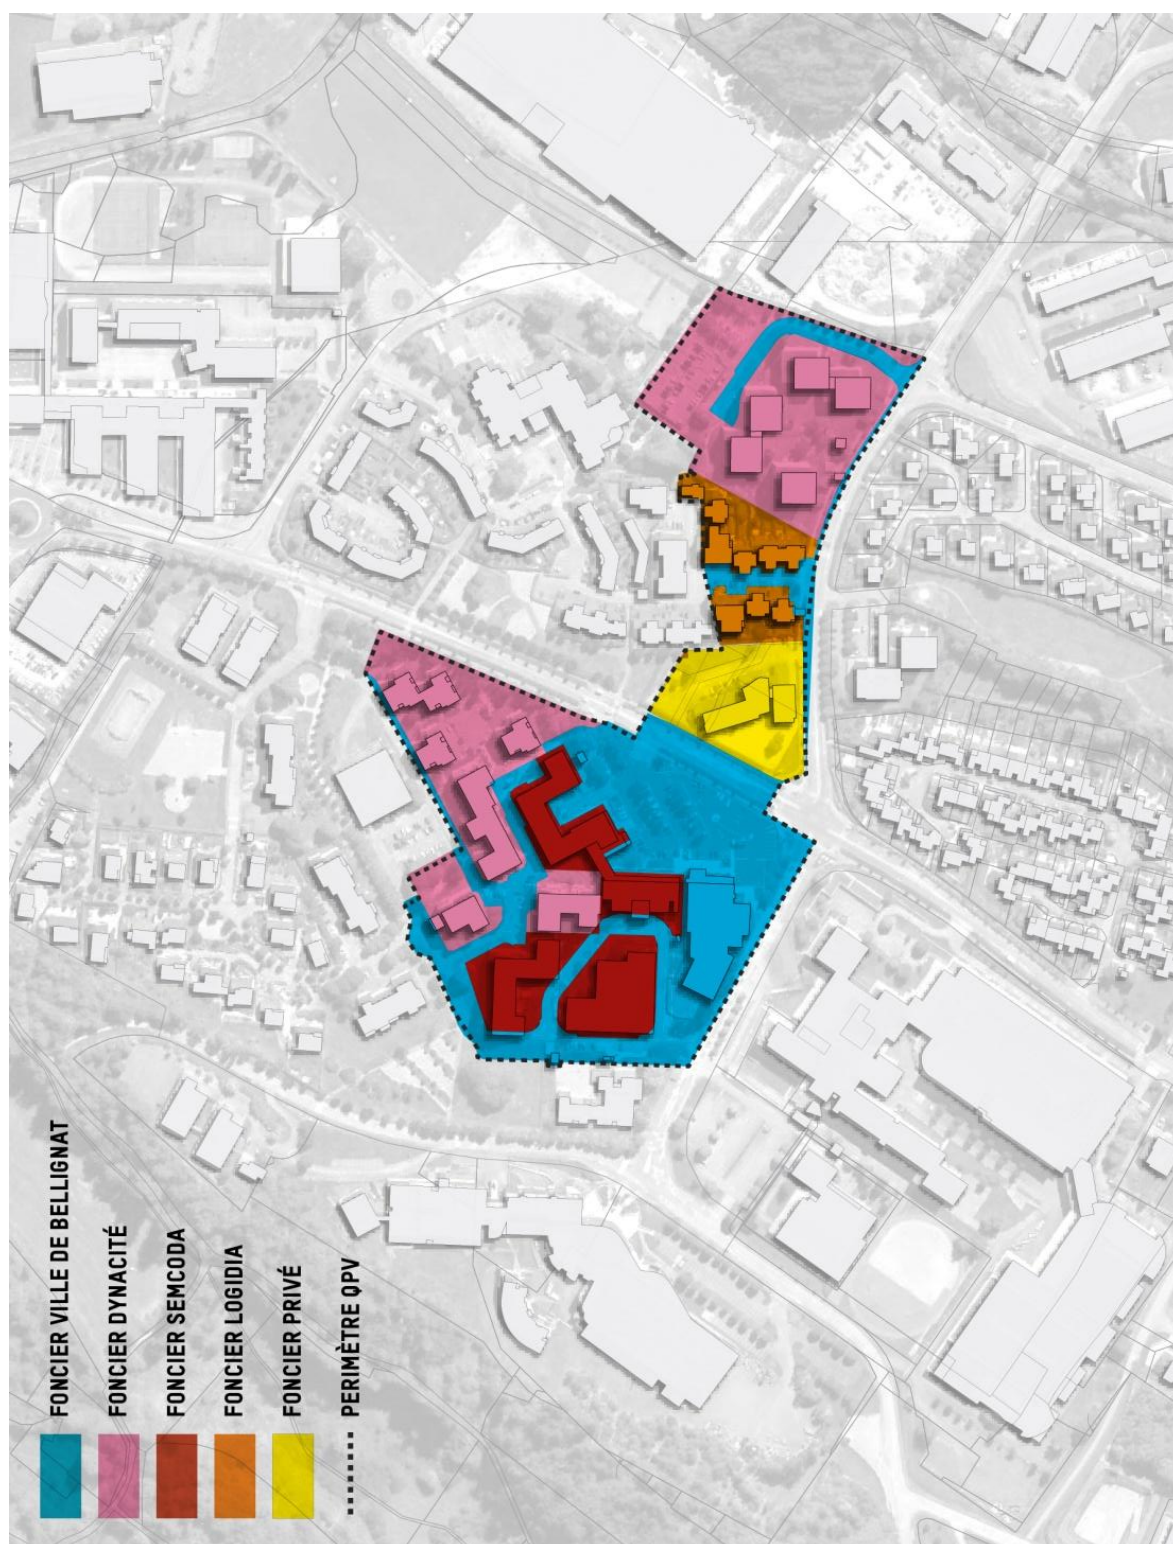 FONCIER VILLE DE BELLIGNAT
FONCIER DYNACITÉ
FONCIER SEMCODA
FONCIER LOGIDIA
FONCIER PRIVÉ
PERIMÈTRE QPV